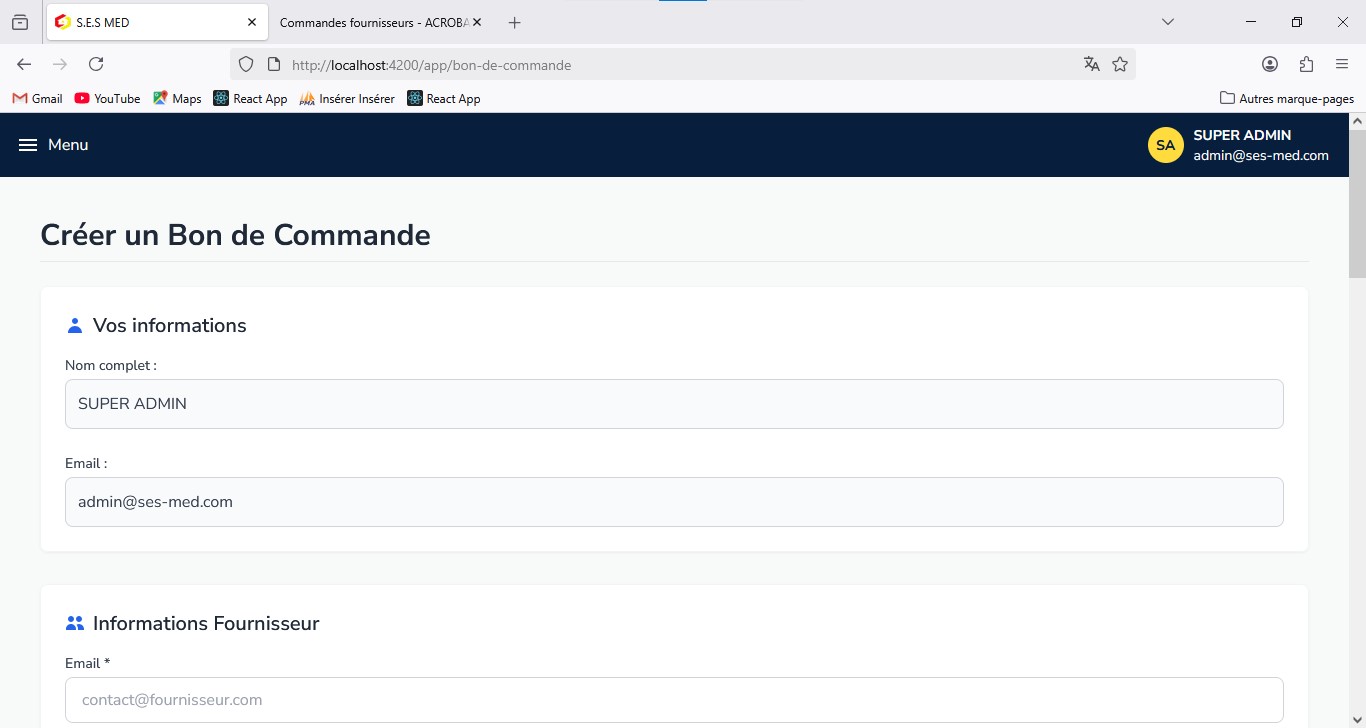 S.E.S MED
Commandes fournisseurs - ACROBA
http://localhost:4200/app/bon-de-commande
Gmail YouTube Maps React App Insérer Insérer React App Autres marque-pages
Menu
SA
SUPER ADMIN
admin@ses-med.com
Créer un Bon de Commande
Vos informations
Nom complet :
SUPER ADMIN
Email :
admin@ses-med.com
Informations Fournisseur
Email *
contact@fournisseur.com